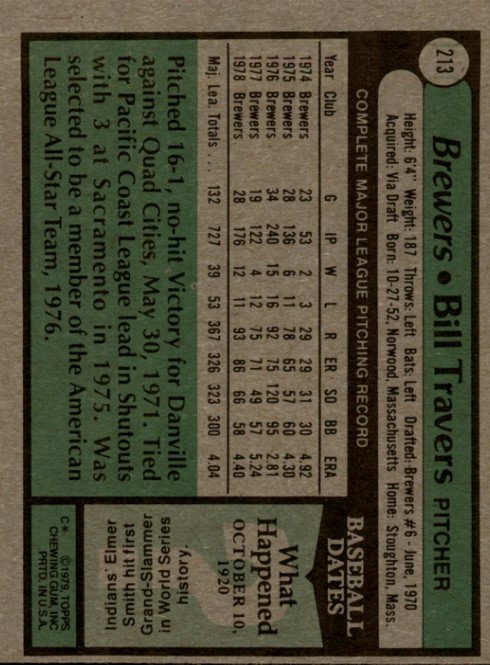 213
Brewers • Bill Travers PITCHER
Height: 6'4" Weight: 187 Throws: Left Bats: Left Drafted-Brewers #6-June, 1970
Acquired: Via Draft Born: 10-27-52, Norwood, Massachusetts Home: Stoughton, Mass.
COMPLETE MAJOR LEAGUE PITCHING RECORD
Year Club G IP W L R ER SO BB ERA
1974 Brewers 23 53 2 3 29 29 31 30 4.92
1975 Brewers 28 136 6 11 78 65 57 60 4.30
1976 Brewers 34 240 15 16 92 75 120 95 2.81
1977 Brewers 19 122 4 12 75 71 49 57 5.24
1978 Brewers 28 176 12 11 93 86 66 58 4.40
Maj. Lea. Totals . . . 132 727 39 53 367 326 323 300 4.04
Pitched 16-1 no-hit Victory for Danville
against Quad Cities, May 30, 1971. Tied
for Pacific Coast League lead in Shutouts
with 3 at Sacramento in 1975. Was
selected to be a member of the American
League All-Star Team, 1976.
BASEBALL
DATES
What
Happened
OCTOBER 10,
1920
Indians' Elmer
Smith hit first
Grand-Slammer
in World Series
history.
C* ©1979, TOPPS
CHEWING GUM, INC
PRTD. IN U.S.A.